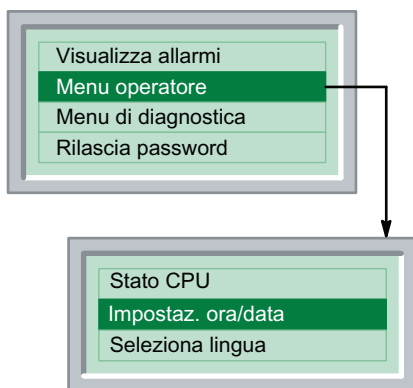 Visualizza allarmi
Menu operatore
Menu di diagnostica
Rilascia password
Stato CPU
Impostaz. ora/data
Seleziona lingua